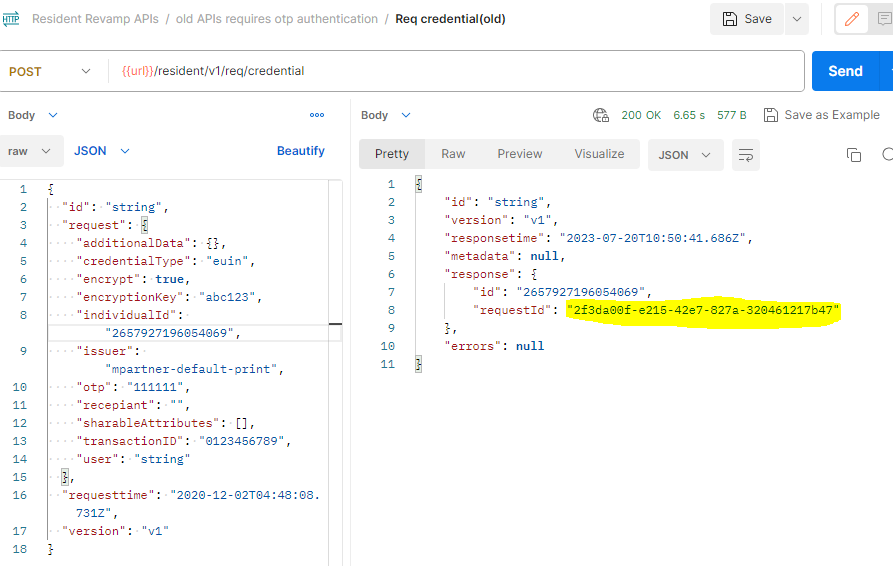 HTTP Resident Revamp APIs / old APIs requires otp authentication / Req credential(old) Save
POST {{url}}/resident/v1/req/credential Send
Body
raw JSON Beautify
1 {
2 "id": "string",
3 "request": {
4 "additionalData": {},
5 "credentialType": "euin",
6 "encrypt": true,
7 "encryptionKey": "abc123",
8 "individualId":
"2657927196054069",
9 "issuer":
"mpartner-default-print",
10 "otp": "111111",
11 "recepiant": "",
12 "sharableAttributes": [],
13 "transactionID": "0123456789",
14 "user": "string"
15 },
16 "requesttime": "2020-12-02T04:48:08.
731Z",
17 "version": "v1"
18 }
Body 200 OK 6.65 s 577 B Save as Example
Pretty Raw Preview Visualize JSON
1 {
2 "id": "string",
3 "version": "v1",
4 "responsetime": "2023-07-20T10:50:41.686Z",
5 "metadata": null,
6 "response": {
7 "id": "2657927196054069",
8 "requestId": "2f3da00f-e215-42e7-827a-320461217b47"
9 },
10 "errors": null
11 }